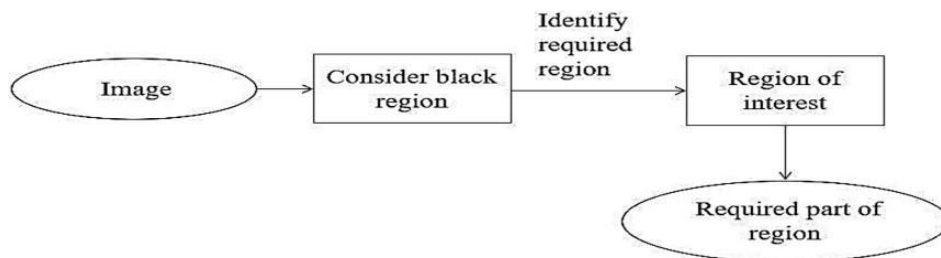 Image
Consider black
region
Identify
required
region
Region of
interest
Required part of
region